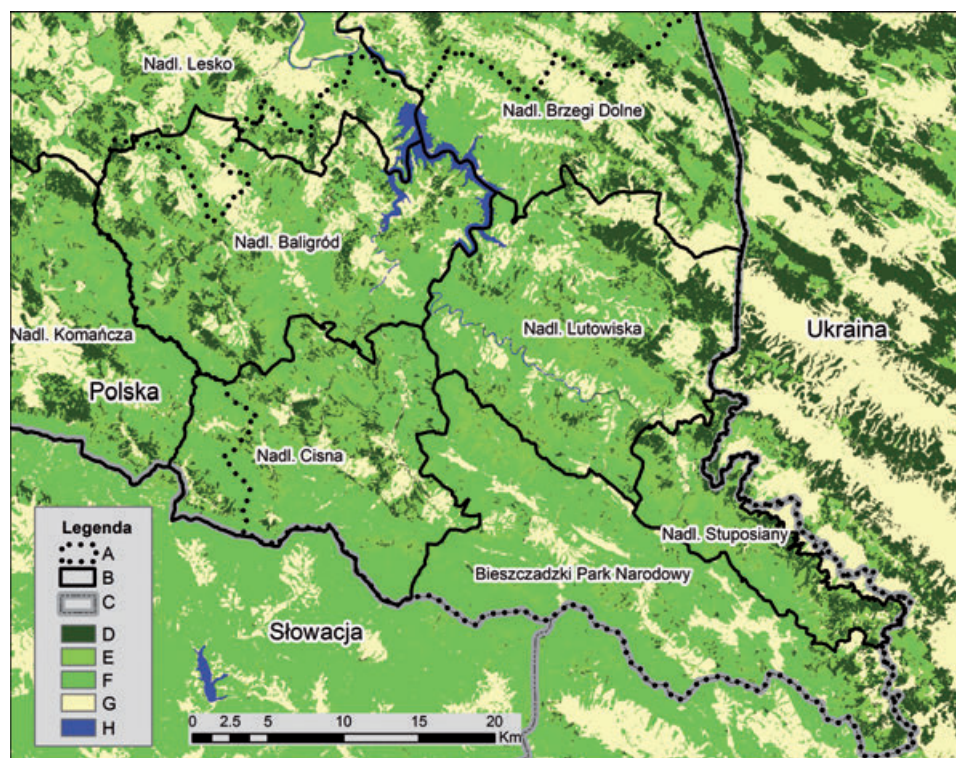 Nadl. Lesko
Nadl. Brzegi Dolne
Nadl. Baligród
Nadl. Komańcza
Nadl. Lutowiska
Ukraina
Polska
Nadl. Cisna
Nadl. Stuposiany
Bieszczadzki Park Narodowy
Słowacja
Legenda
A
B
C
D
E
F
G
H
0 2.5 5 10 15 20
Km